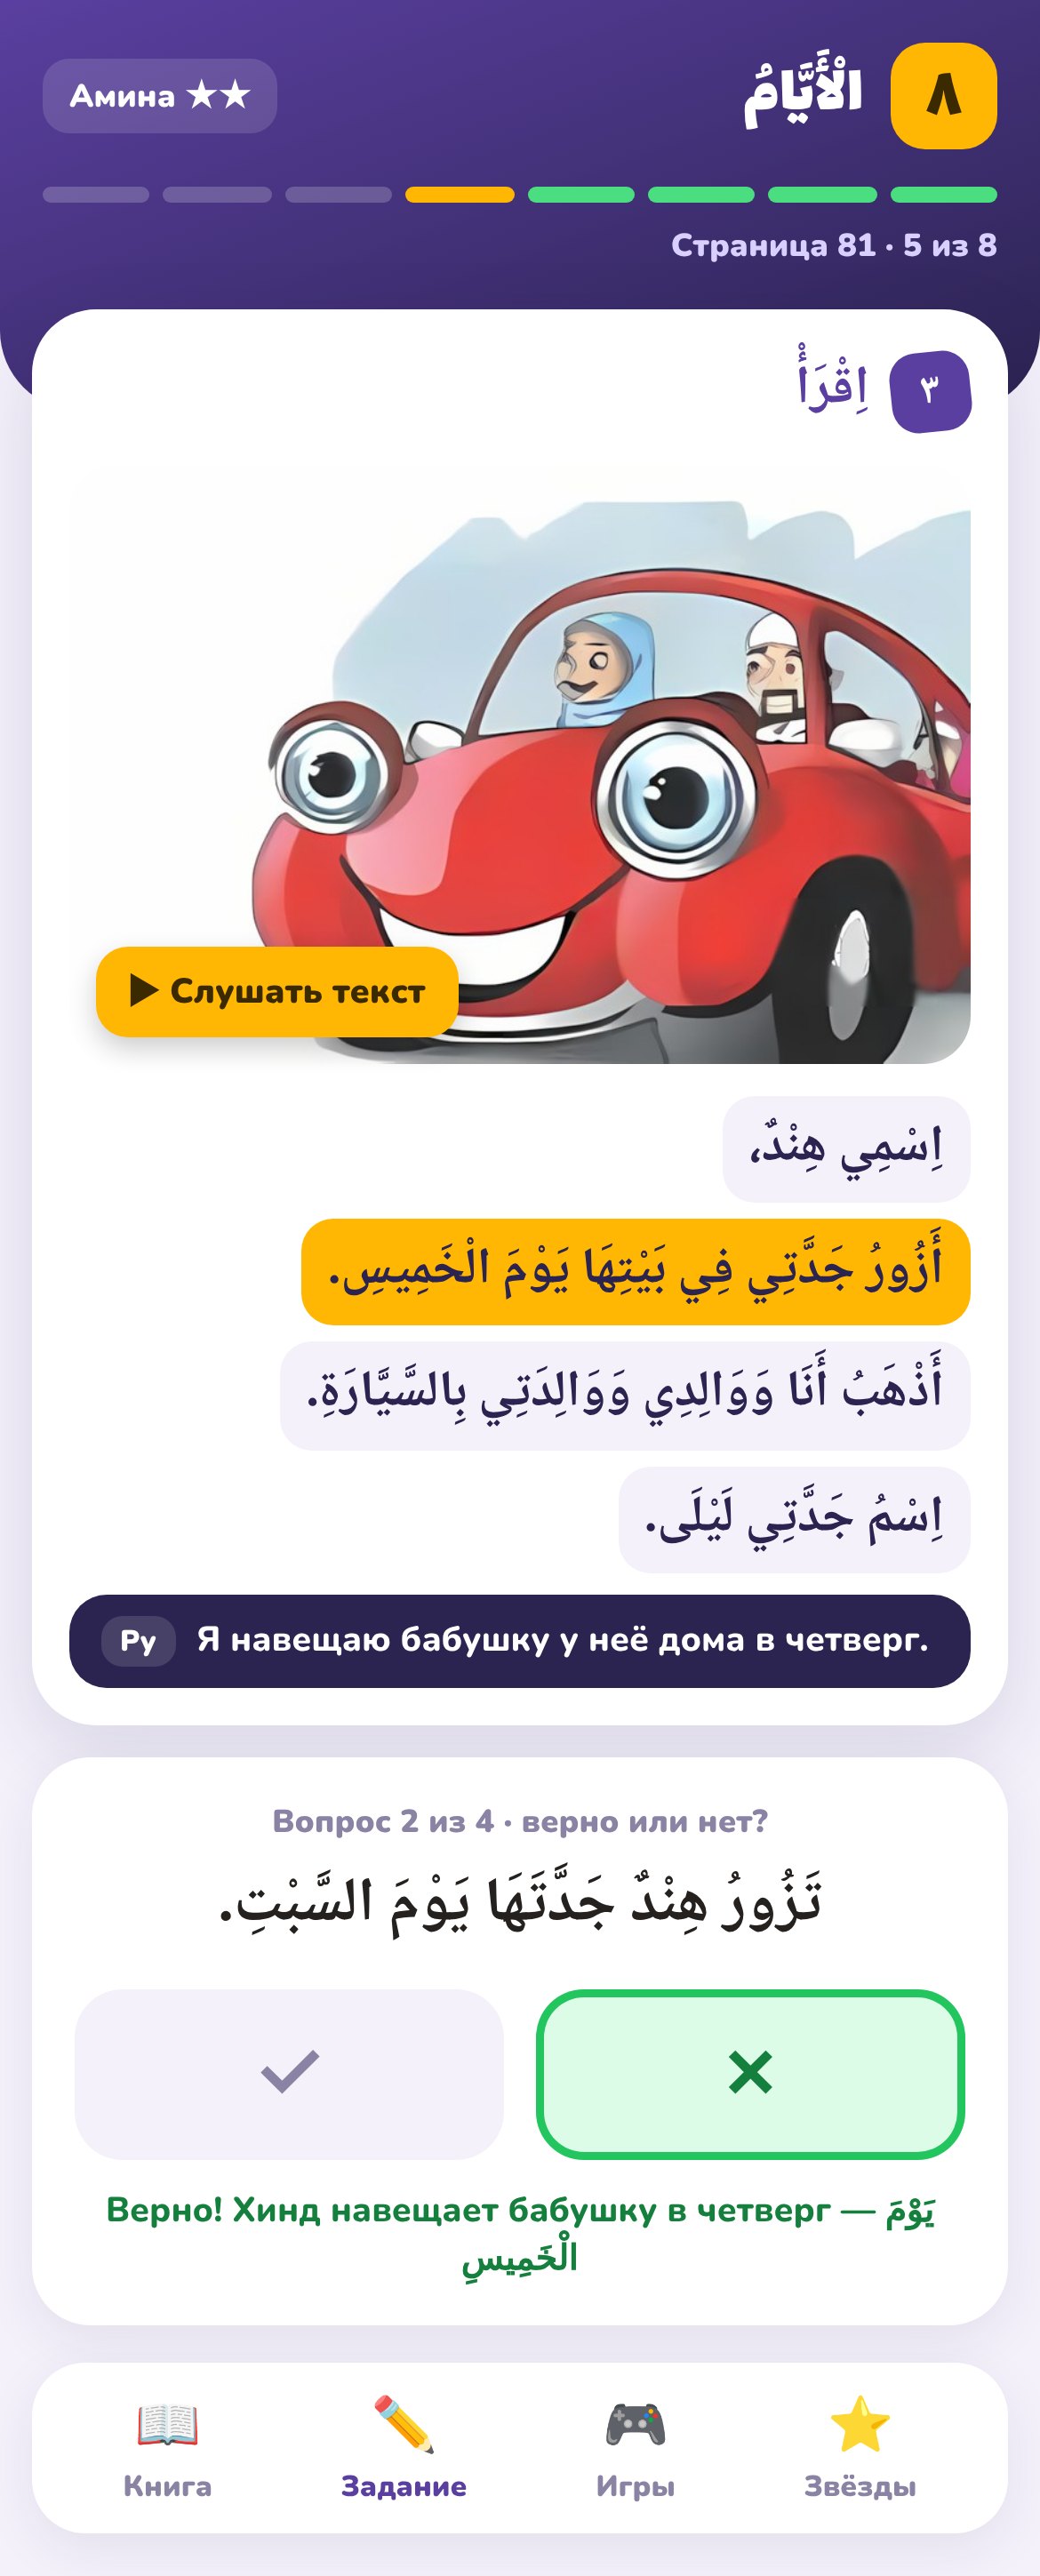 ٨
الْأَيَّامُ
Амина ★★
Страница 81 · 5 из 8
٣
اِقْرَأْ
▶ Слушать текст
اِسْمِي هِنْدٌ،
أَزُورُ جَدَّتِي فِي بَيْتِهَا يَوْمَ الْخَمِيسِ.
أَذْهَبُ أَنَا وَوَالِدِي وَوَالِدَتِي بِالسَّيَّارَةِ.
اِسْمُ جَدَّتِي لَيْلَى.
Ру Я навещаю бабушку у неё дома в четверг.
Вопрос 2 из 4 · верно или нет?
تَزُورُ هِنْدٌ جَدَّتَهَا يَوْمَ السَّبْتِ.
Верно! Хинд навещает бабушку в четверг — يَوْمَ
الْخَمِيسِ
Книга
Задание
Игры
Звёзды